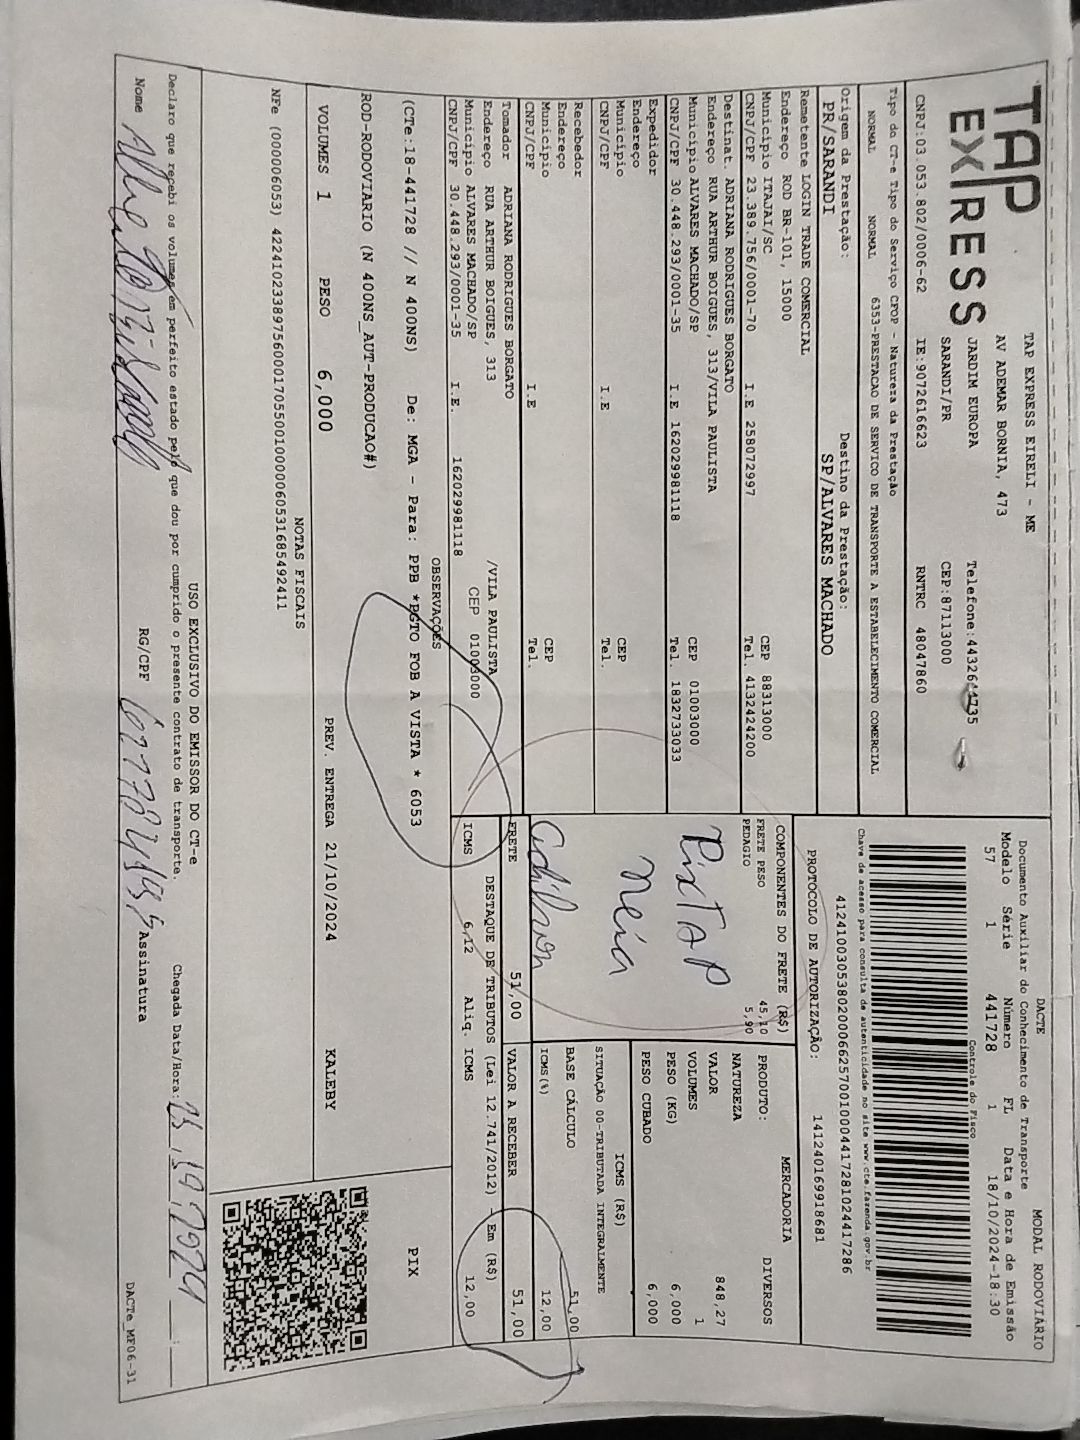 TAP
EXPRESS
TAP EXPRESS EIRELI - ME
AV ADEMAR BORNIA, 473
JARDIM EUROPA
Telefone:
SARANDI/PR
CEP:87113000
CNPJ:03.053.802/0006-62
IE:9072616623
RNTRC 48047860
DACTE
MODAL RODOVIÁRIO
Documento Auxiliar do Conhecimento de Transporte
Modelo Série Número FL Data e Hora de Emissão
57 1 441728 1 18/10/2024-18:30
Controle do Fisco
Chave de acesso para consulta de autenticidade no site www.cte.fazenda.gov.br
41241003053802000662570010004417281024417286
PROTOCOLO DE AUTORIZAÇÃO: 141240169918681
Tipo do CT-e Tipo do Serviço CFOP - Natureza da Prestação
NORMAL NORMAL 6353-PRESTACAO DE SERVICO DE TRANSPORTE A ESTABELECIMENTO COMERCIAL
Origem da Prestação: Destino da Prestação:
PR/SARANDI SP/ALVARES MACHADO
Remetente LOGIN TRADE COMERCIAL
Endereço ROD BR-101, 15000
Município ITAJAI/SC CEP 88313000
CNPJ/CPF 23.389.756/0001-70 I.E 258072997 Tel. 4132424200
Destinat. ADRIANA RODRIGUES BORGATO
Endereço RUA ARTHUR BOIGUES, 313/VILA PAULISTA
Município ALVARES MACHADO/SP CEP 01003000
CNPJ/CPF 30.448.293/0001-35 I.E 162029981118 Tel. 1832733033
Expedidor
Endereço
Município CEP
CNPJ/CPF I.E Tel.
Recebedor
Endereço
Município CEP
CNPJ/CPF I.E Tel.
Tomador ADRIANA RODRIGUES BORGATO
Endereço RUA ARTHUR BOIGUES, 313 /VILA PAULISTA
Município ALVARES MACHADO/SP CEP 01003000
CNPJ/CPF 30.448.293/0001-35 I.E. 162029981118
COMPONENTES DO FRETE (R$)
FRETE PESO 45,10
PEDAGIO 5,90
PixTAP
Neia
Adilson
FRETE 51,00
MERCADORIA
PRODUTO: DIVERSOS
NATUREZA
VALOR 848,27
VOLUMES 1
PESO (KG) 6,000
PESO CUBADO 6,000
ICMS (R$)
SITUAÇÃO 00-TRIBUTADA INTEGRALMENTE
BASE CÁLCULO 51,00
ICMS(%) 12,00
VALOR A RECEBER 51,00
DESTAQUE DE TRIBUTOS (Lei 12.741/2012) - Em (R$)
ICMS 6,12 Aliq. ICMS 12,00
OBSERVAÇÕES
(CTe:18-441728 // N 400NS) De: MGA - Para: PPB *PGTO FOB A VISTA * 6053
PIX
ROD-RODOVIARIO (N 400NS_AUT-PRODUCAO#)
VOLUMES 1 PESO 6,000 PREV. ENTREGA 21/10/2024 KALEBY
NOTAS FISCAIS
NFe (000006053) 42241023389756000170550010000060531685492411
USO EXCLUSIVO DO EMISSOR DO CT-e
Declaro que recebi os volumes em perfeito estado pelo que dou por cumprido o presente contrato de transporte.
Chegada Data/Hora:
Nome RG/CPF Assinatura
DACTe_MF06-31